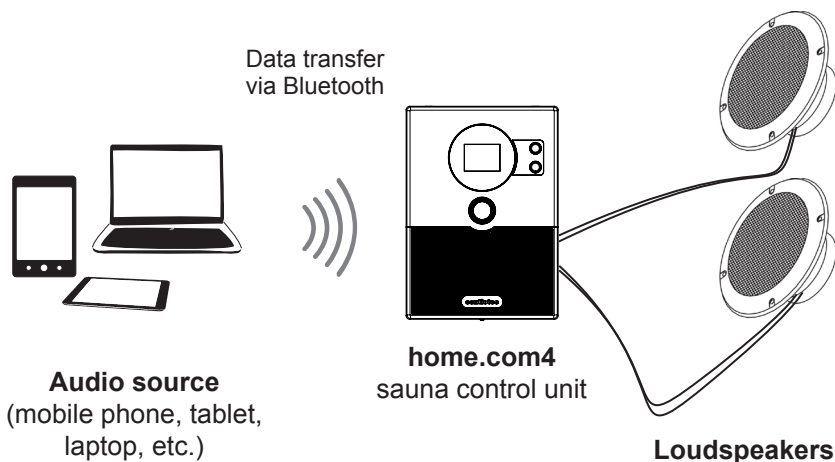 Data transfer
via Bluetooth
home.com4
sauna control unit
Audio source
(mobile phone, tablet,
laptop, etc.)
Loudspeakers